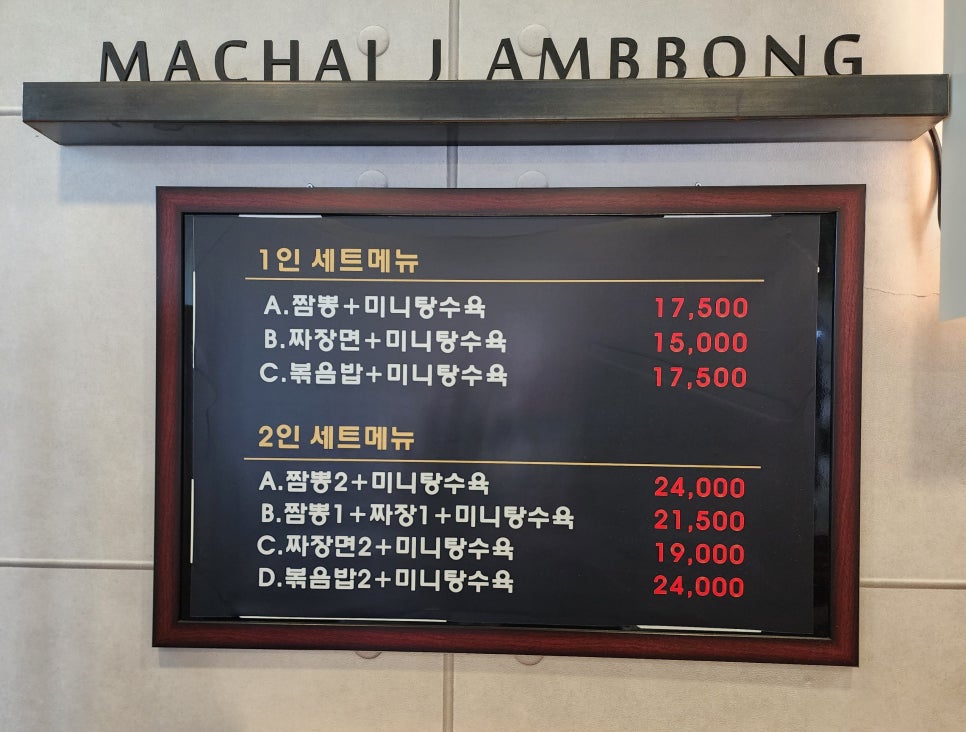 MACHAI JAMBBONG
1인 세트메뉴
A.짬뽕+미니탕수육 17,500
B.짜장면+미니탕수육 15,000
C.볶음밥+미니탕수육 17,500
2인 세트메뉴
A.짬뽕2+미니탕수육 24,000
B.짬뽕1+짜장1+미니탕수육 21,500
C.짜장면2+미니탕수육 19,000
D.볶음밥2+미니탕수육 24,000